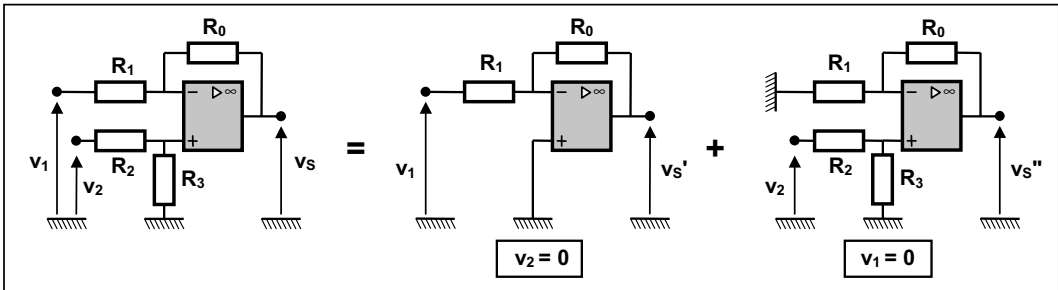 R₀
R₁
− ▷ ∞
+
R₂
R₃
v₁
v₂
vₛ
=
R₀
R₁
− ▷ ∞
+
v₁
vₛ'
v₂ = 0
+
R₀
R₁
− ▷ ∞
+
R₂
R₃
v₂
vₛ''
v₁ = 0